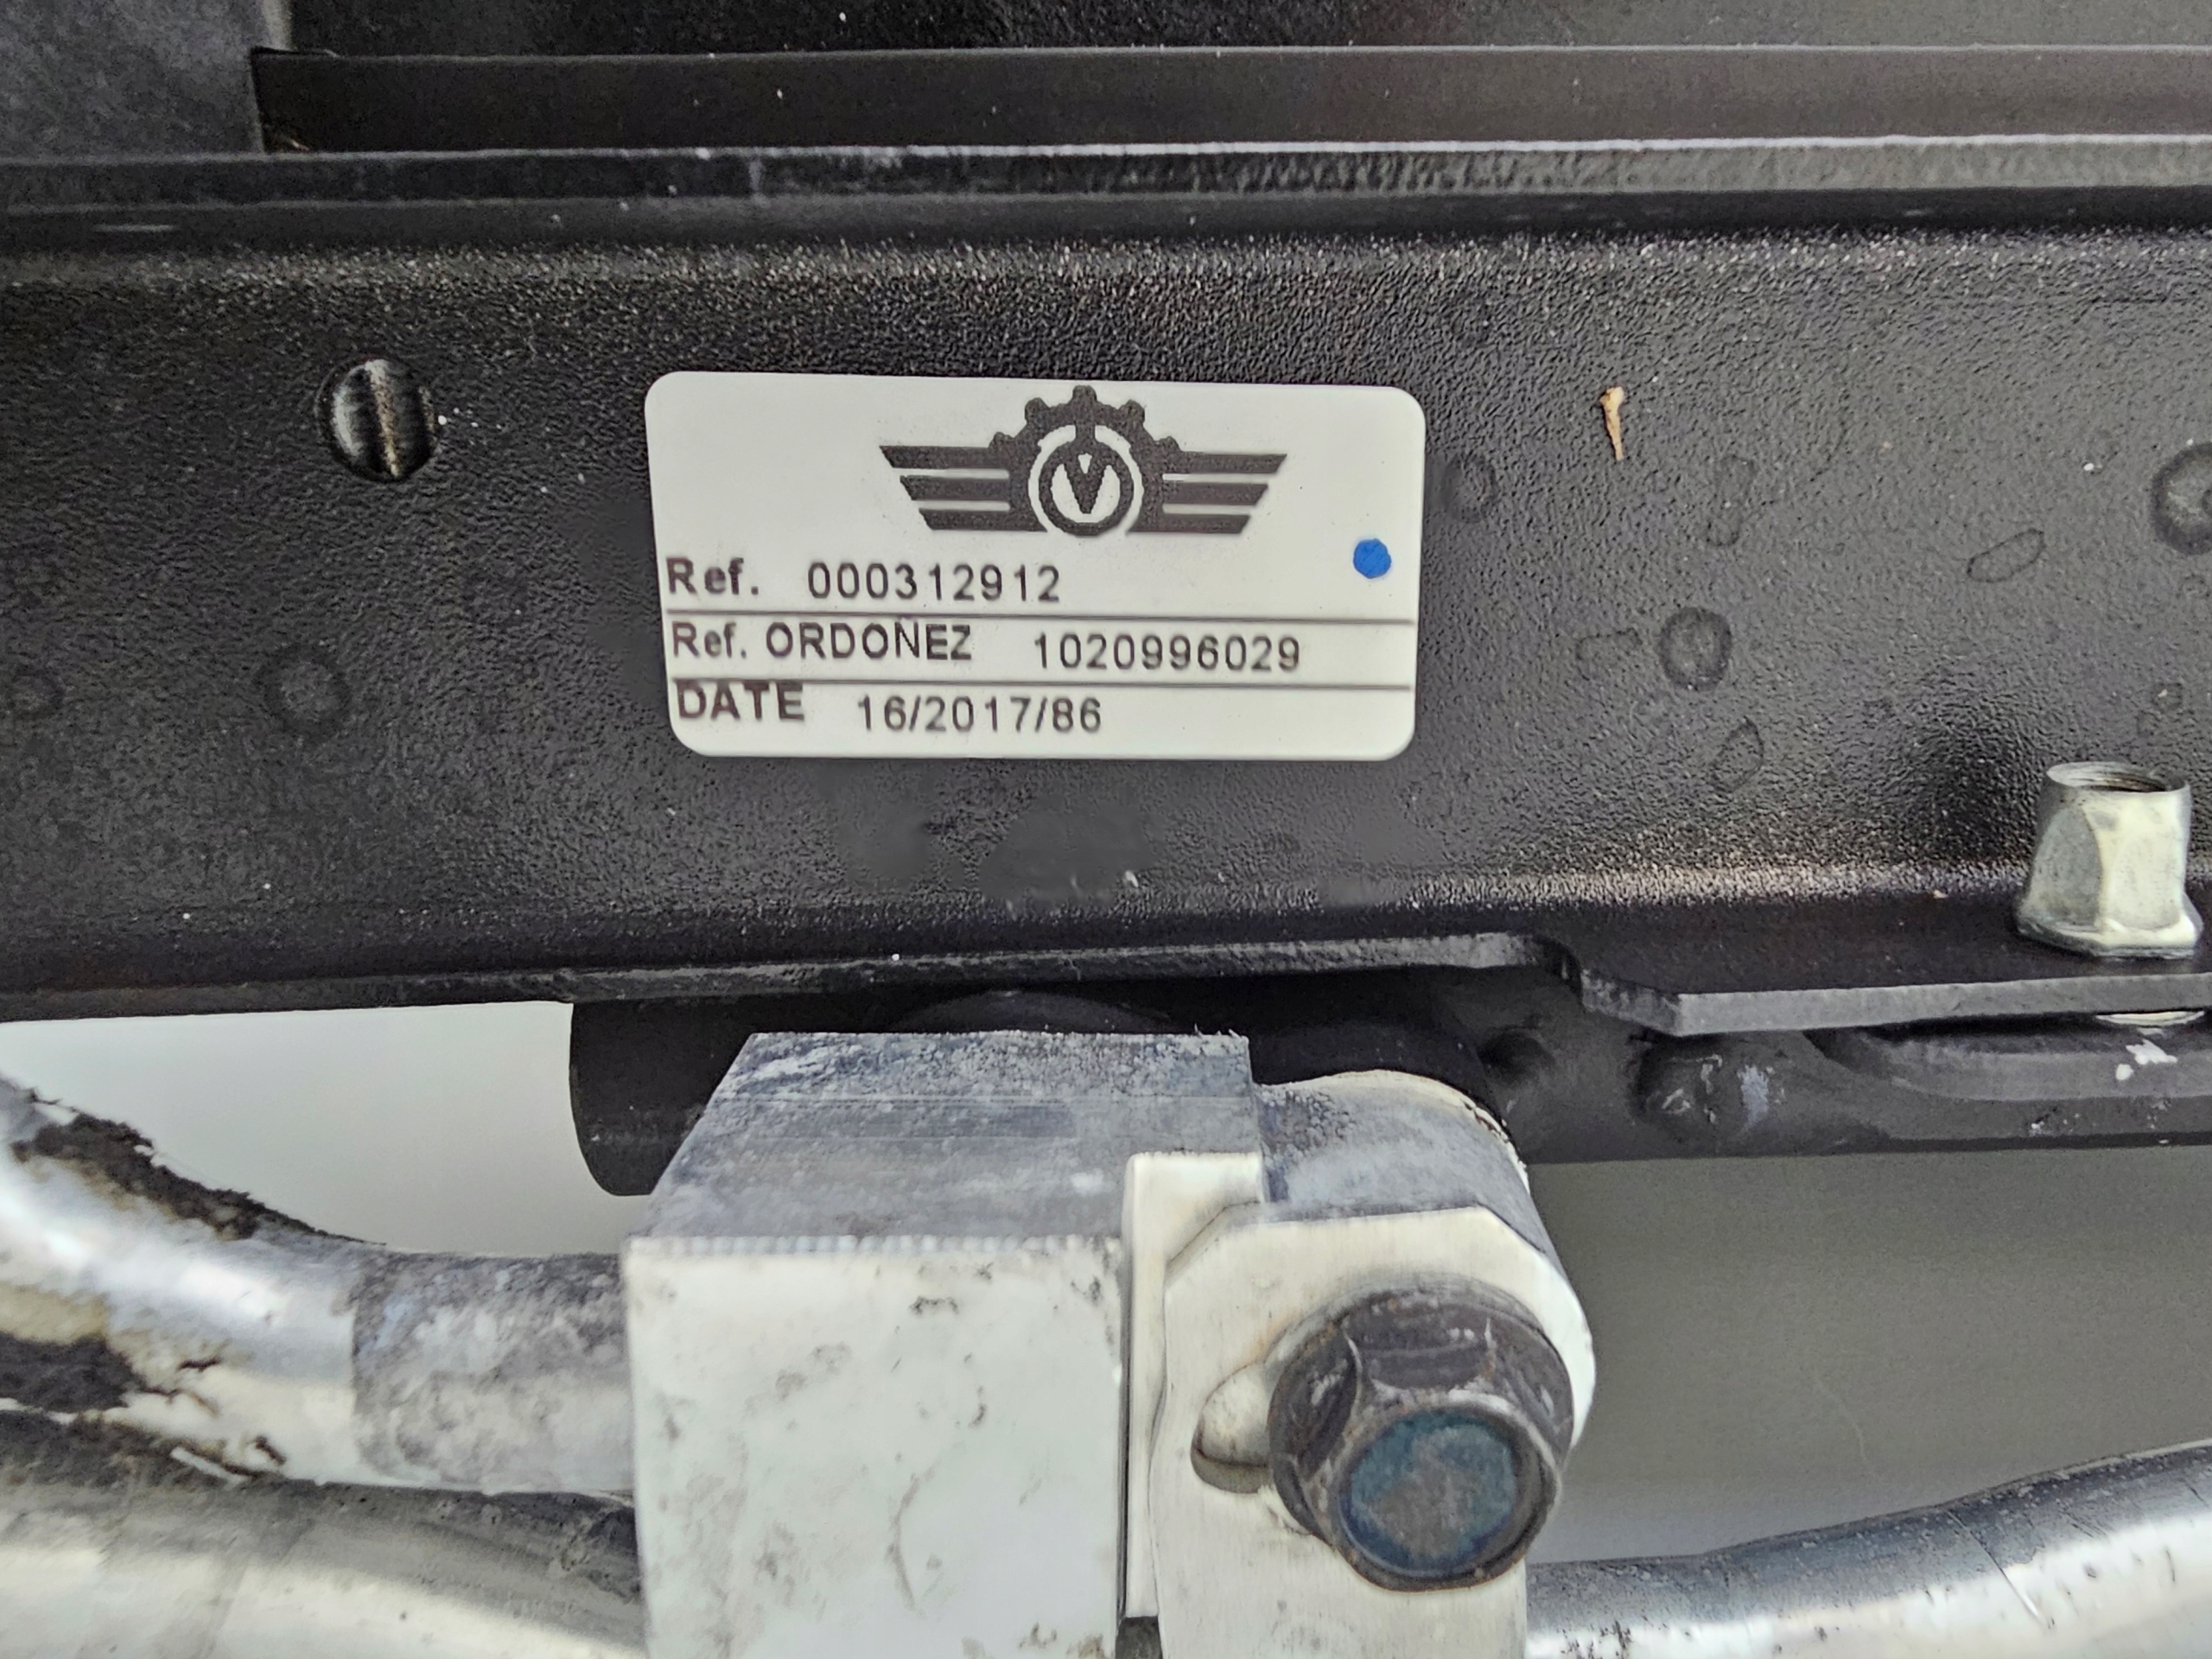 Ref. 000312912
Ref. ORDOÑEZ 1020996029
DATE 16/2017/86